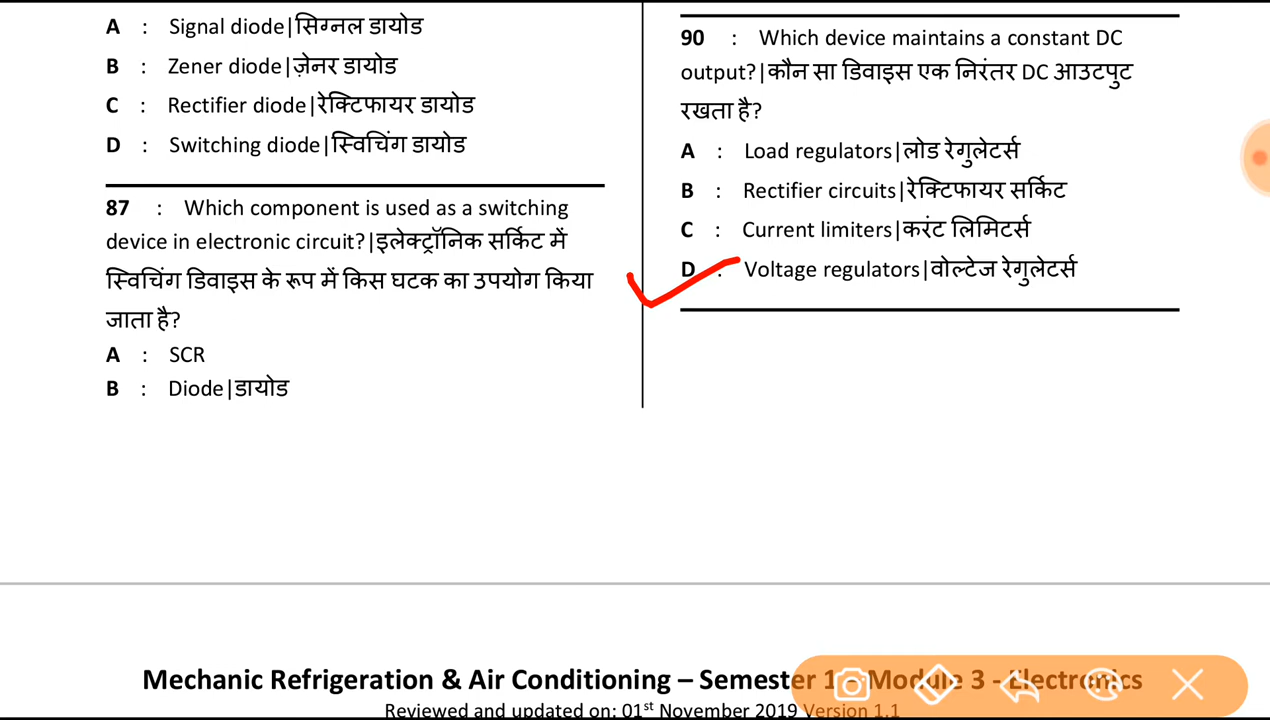 A : Signal diode|सिग्नल डायोड
B : Zener diode|ज़ेनर डायोड
C : Rectifier diode|रेक्टिफायर डायोड
D : Switching diode|स्विचिंग डायोड
87 : Which component is used as a switching
device in electronic circuit?|इलेक्ट्रॉनिक सर्किट में
स्विचिंग डिवाइस के रूप में किस घटक का उपयोग किया
जाता है?
A : SCR
B : Diode|डायोड
90 : Which device maintains a constant DC
output?|कौन सा डिवाइस एक निरंतर DC आउटपुट
रखता है?
A : Load regulators|लोड रेगुलेटर्स
B : Rectifier circuits|रेक्टिफायर सर्किट
C : Current limiters|करंट लिमिटर्स
D : Voltage regulators|वोल्टेज रेगुलेटर्स
Mechanic Refrigeration & Air Conditioning – Semester 1 - Module 3 - Electronics
Reviewed and updated on: 01st November 2019 Version 1.1